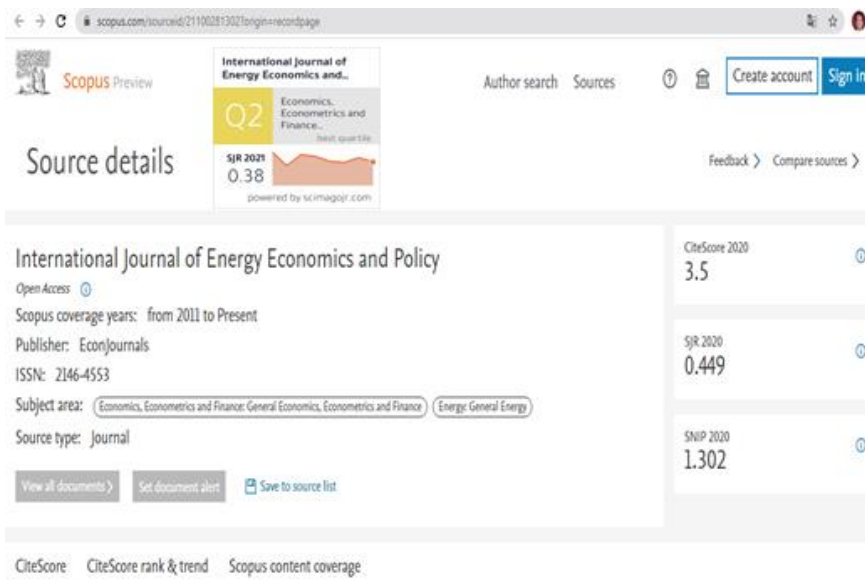 scopus.com/sourceid/21100281302?origin=recordpage
Scopus Preview
International Journal of
Energy Economics and..
Q2
Economics,
Econometrics and
Finance..
best quartile
SJR 2021
0.38
powered by scimagojr.com
Author search Sources
Create account
Sign in
Source details
Feedback > Compare sources >
International Journal of Energy Economics and Policy
Open Access
Scopus coverage years: from 2011 to Present
Publisher: EconJournals
ISSN: 2146-4553
Subject area: Economics, Econometrics and Finance: General Economics, Econometrics and Finance Energy: General Energy
Source type: Journal
View all documents > Set document alert Save to source list
CiteScore 2020
3.5
SJR 2020
0.449
SNIP 2020
1.302
CiteScore CiteScore rank & trend Scopus content coverage